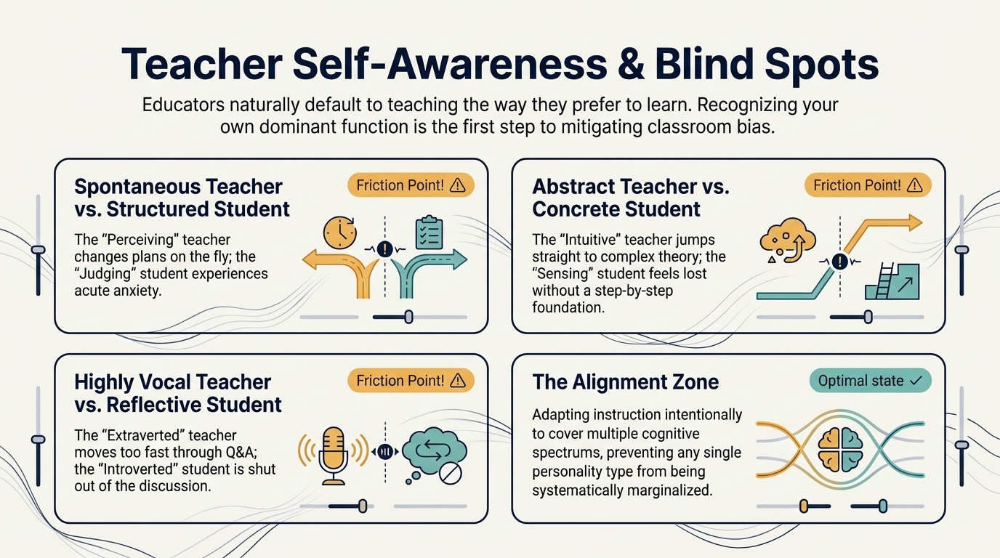 Teacher Self-Awareness & Blind Spots
Educators naturally default to teaching the way they prefer to learn. Recognizing your
own dominant function is the first step to mitigating classroom bias.
Spontaneous Teacher
vs. Structured Student
Friction Point!
The “Perceiving” teacher
changes plans on the fly; the
“Judging” student experiences
acute anxiety.
Abstract Teacher vs.
Concrete Student
Friction Point!
The “Intuitive” teacher jumps
straight to complex theory; the
“Sensing” student feels lost
without a step-by-step
foundation.
Highly Vocal Teacher
vs. Reflective Student
Friction Point!
The “Extraverted” teacher
moves too fast through Q&A;
the “Introverted” student is shut
out of the discussion.
The Alignment Zone
Optimal state
Adapting instruction intentionally
to cover multiple cognitive
spectrums, preventing any single
personality type from being
systematically marginalized.